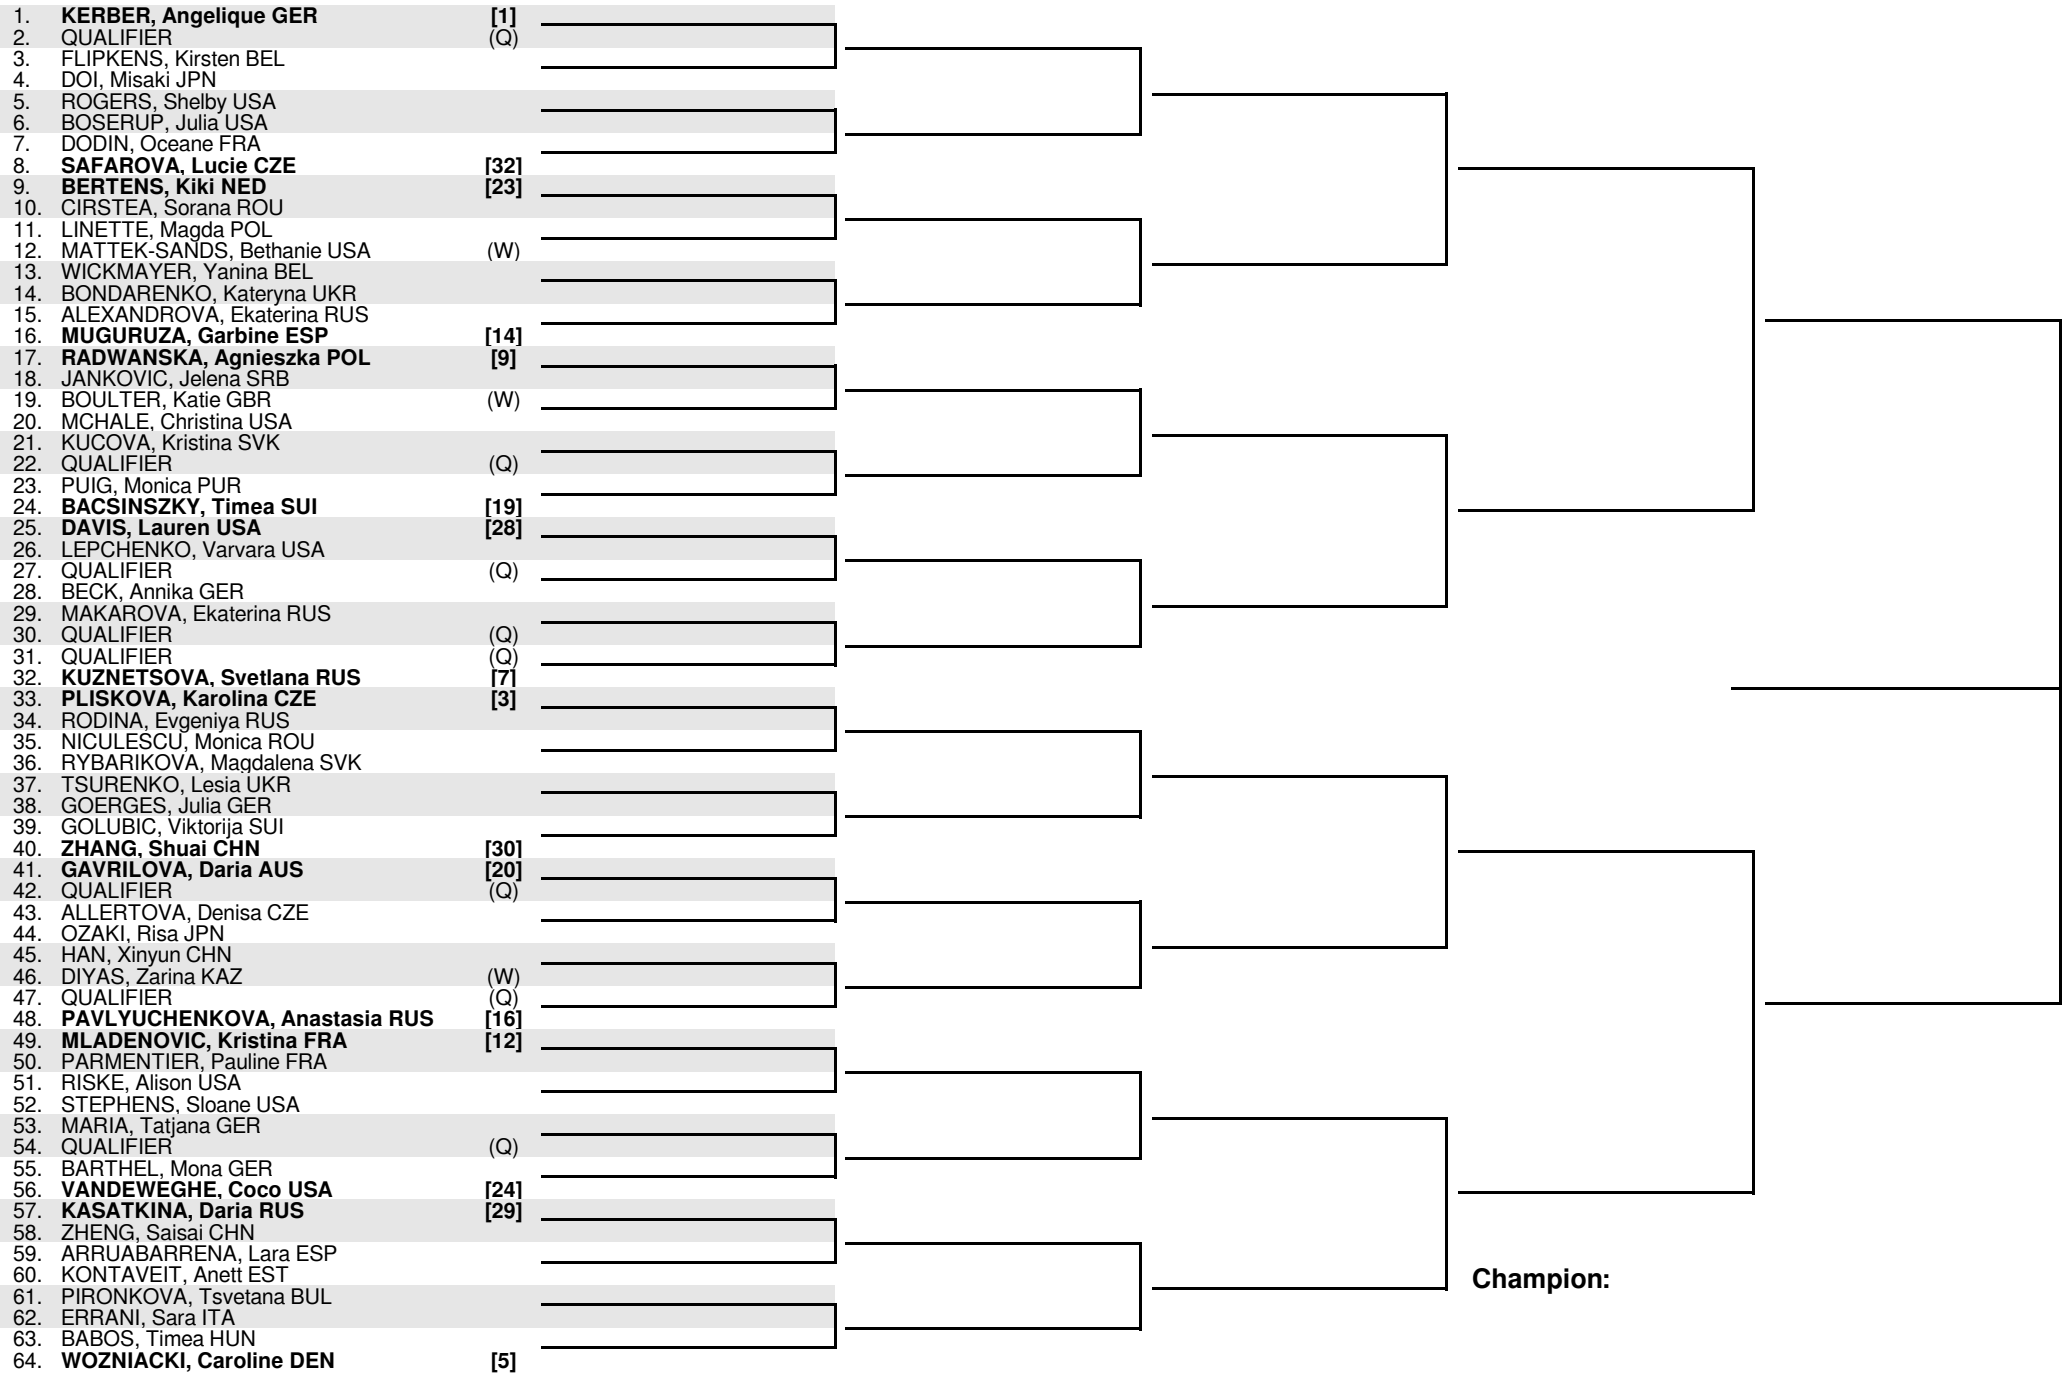 1. KERBER, Angelique GER [1]
2. QUALIFIER (Q)
3. FLIPKENS, Kirsten BEL
4. DOI, Misaki JPN
5. ROGERS, Shelby USA
6. BOSERUP, Julia USA
7. DODIN, Oceane FRA
8. SAFAROVA, Lucie CZE [32]
9. BERTENS, Kiki NED [23]
10. CIRSTEA, Sorana ROU
11. LINETTE, Magda POL
12. MATTEK-SANDS, Bethanie USA (W)
13. WICKMAYER, Yanina BEL
14. BONDARENKO, Kateryna UKR
15. ALEXANDROVA, Ekaterina RUS
16. MUGURUZA, Garbine ESP [14]
17. RADWANSKA, Agnieszka POL [9]
18. JANKOVIC, Jelena SRB
19. BOULTER, Katie GBR (W)
20. MCHALE, Christina USA
21. KUCOVA, Kristina SVK
22. QUALIFIER (Q)
23. PUIG, Monica PUR
24. BACSINSZKY, Timea SUI [19]
25. DAVIS, Lauren USA [28]
26. LEPCHENKO, Varvara USA
27. QUALIFIER (Q)
28. BECK, Annika GER
29. MAKAROVA, Ekaterina RUS
30. QUALIFIER (Q)
31. QUALIFIER (Q)
32. KUZNETSOVA, Svetlana RUS [7]
33. PLISKOVA, Karolina CZE [3]
34. RODINA, Evgeniya RUS
35. NICULESCU, Monica ROU
36. RYBARIKOVA, Magdalena SVK
37. TSURENKO, Lesia UKR
38. GOERGES, Julia GER
39. GOLUBIC, Viktorija SUI
40. ZHANG, Shuai CHN [30]
41. GAVRILOVA, Daria AUS [20]
42. QUALIFIER (Q)
43. ALLERTOVA, Denisa CZE
44. OZAKI, Risa JPN
45. HAN, Xinyun CHN
46. DIYAS, Zarina KAZ (W)
47. QUALIFIER (Q)
48. PAVLYUCHENKOVA, Anastasia RUS [16]
49. MLADENOVIC, Kristina FRA [12]
50. PARMENTIER, Pauline FRA
51. RISKE, Alison USA
52. STEPHENS, Sloane USA
53. MARIA, Tatjana GER
54. QUALIFIER (Q)
55. BARTHEL, Mona GER
56. VANDEWEGHE, Coco USA [24]
57. KASATKINA, Daria RUS [29]
58. ZHENG, Saisai CHN
59. ARRUABARRENA, Lara ESP
60. KONTAVEIT, Anett EST
61. PIRONKOVA, Tsvetana BUL
62. ERRANI, Sara ITA
63. BABOS, Timea HUN
64. WOZNIACKI, Caroline DEN [5]
Champion: